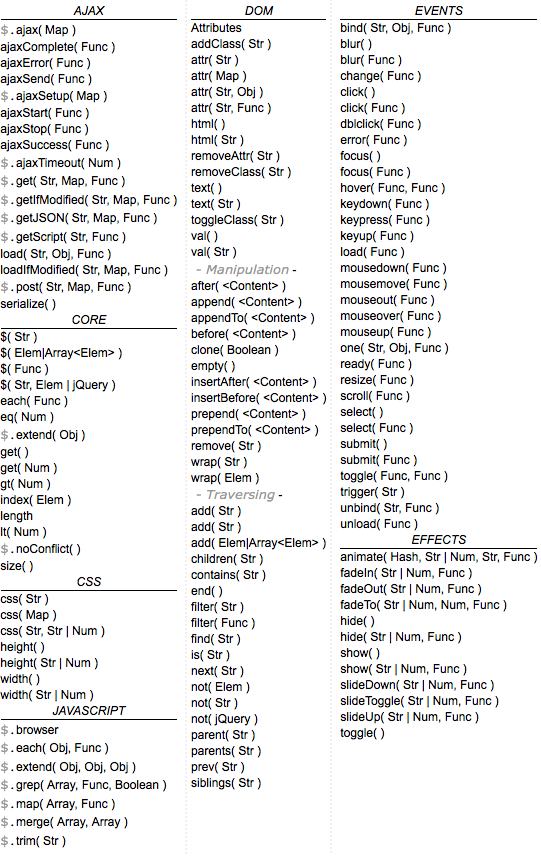 AJAX
$.ajax( Map )
ajaxComplete( Func )
ajaxError( Func )
ajaxSend( Func )
$.ajaxSetup( Map )
ajaxStart( Func )
ajaxStop( Func )
ajaxSuccess( Func )
$.ajaxTimeout( Num )
$.get( Str, Map, Func )
$.getIfModified( Str, Map, Func )
$.getJSON( Str, Map, Func )
$.getScript( Str, Func )
load( Str, Obj, Func )
loadIfModified( Str, Map, Func )
$.post( Str, Map, Func )
serialize( )
CORE
$( Str )
$( Elem|Array<Elem> )
$( Func )
$( Str, Elem | jQuery )
each( Func )
eq( Num )
$.extend( Obj )
get( )
get( Num )
gt( Num )
index( Elem )
length
lt( Num )
$.noConflict( )
size( )
CSS
css( Str )
css( Map )
css( Str, Str | Num )
height( )
height( Str | Num )
width( )
width( Str | Num )
JAVASCRIPT
$.browser
$.each( Obj, Func )
$.extend( Obj, Obj, Obj )
$.grep( Array, Func, Boolean )
$.map( Array, Func )
$.merge( Array, Array )
$.trim( Str )
DOM
Attributes
addClass( Str )
attr( Str )
attr( Map )
attr( Str, Obj )
attr( Str, Func )
html( )
html( Str )
removeAttr( Str )
removeClass( Str )
text( )
text( Str )
toggleClass( Str )
val( )
val( Str )
- Manipulation -
after( <Content> )
append( <Content> )
appendTo( <Content> )
before( <Content> )
clone( Boolean )
empty( )
insertAfter( <Content> )
insertBefore( <Content> )
prepend( <Content> )
prependTo( <Content> )
remove( Str )
wrap( Str )
wrap( Elem )
- Traversing -
add( Str )
add( Str )
add( Elem|Array<Elem> )
children( Str )
contains( Str )
end( )
filter( Str )
filter( Func )
find( Str )
is( Str )
next( Str )
not( Elem )
not( Str )
not( jQuery )
parent( Str )
parents( Str )
prev( Str )
siblings( Str )
EVENTS
bind( Str, Obj, Func )
blur( )
blur( Func )
change( Func )
click( )
click( Func )
dblclick( Func )
error( Func )
focus( )
focus( Func )
hover( Func, Func )
keydown( Func )
keypress( Func )
keyup( Func )
load( Func )
mousedown( Func )
mousemove( Func )
mouseout( Func )
mouseover( Func )
mouseup( Func )
one( Str, Obj, Func )
ready( Func )
resize( Func )
scroll( Func )
select( )
select( Func )
submit( )
submit( Func )
toggle( Func, Func )
trigger( Str )
unbind( Str, Func )
unload( Func )
EFFECTS
animate( Hash, Str | Num, Str, Func )
fadeIn( Str | Num, Func )
fadeOut( Str | Num, Func )
fadeTo( Str | Num, Num, Func )
hide( )
hide( Str | Num, Func )
show( )
show( Str | Num, Func )
slideDown( Str | Num, Func )
slideToggle( Str | Num, Func )
slideUp( Str | Num, Func )
toggle( )